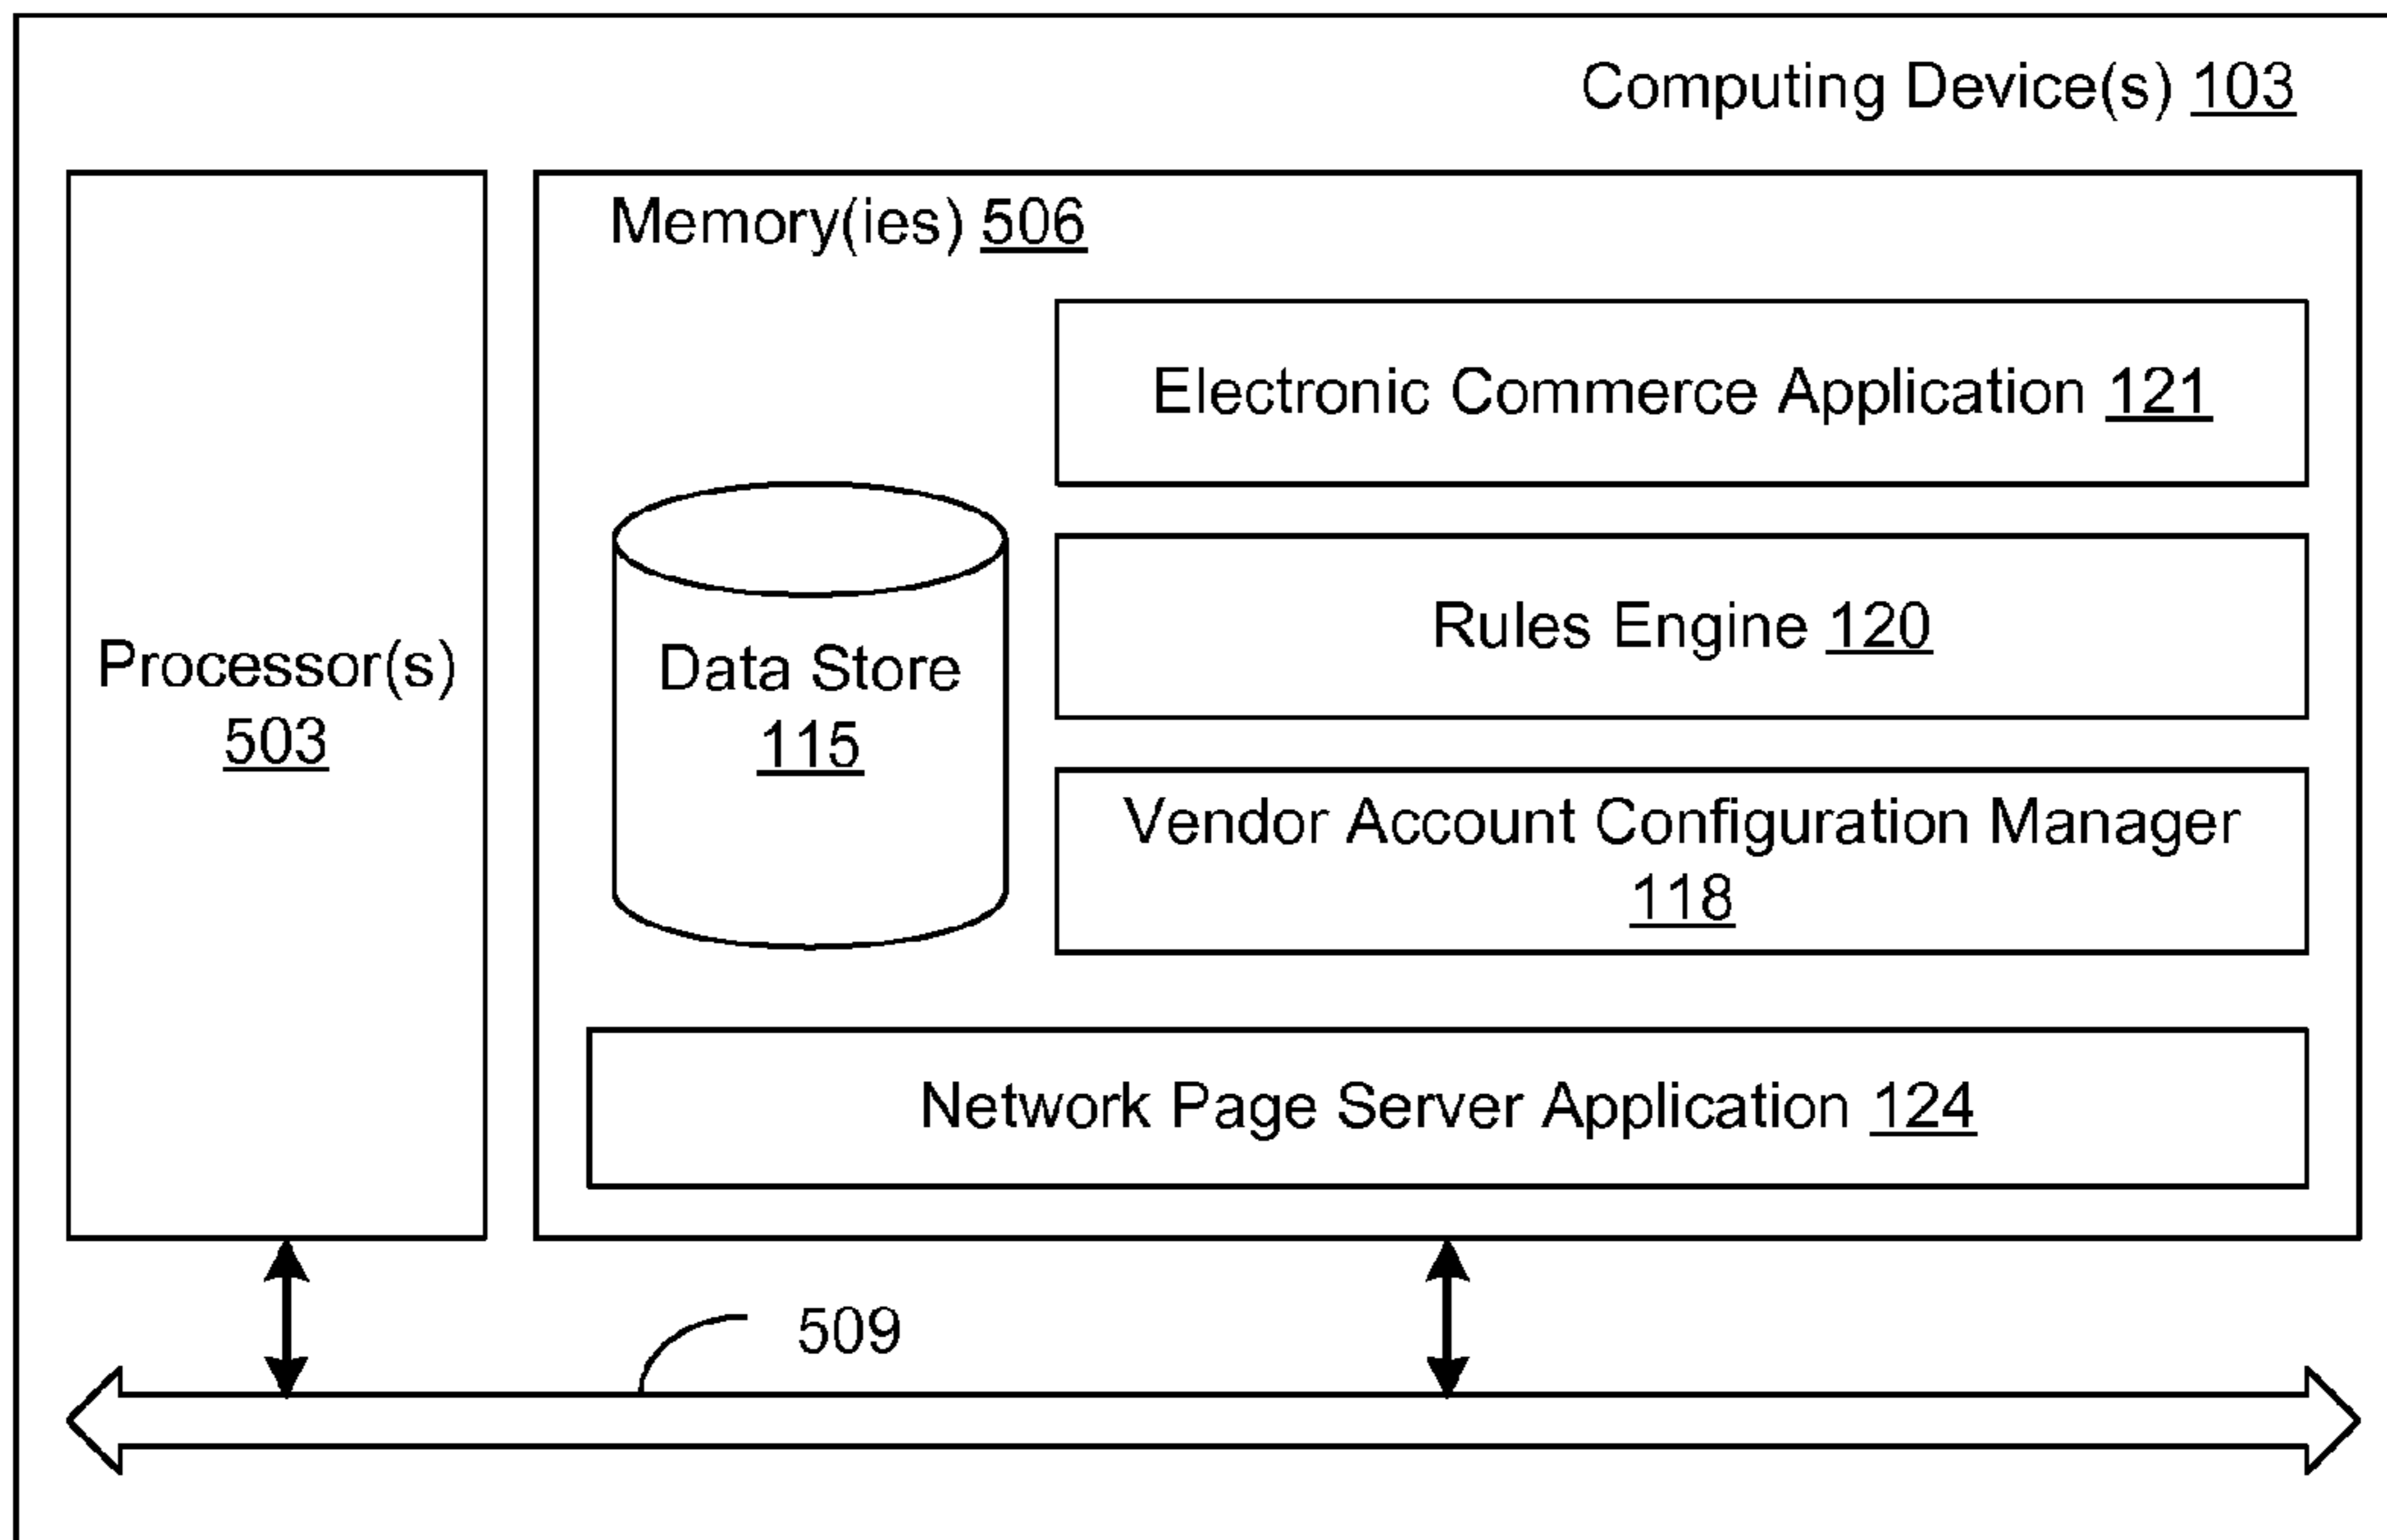 Computing Device(s) 103
Memory(ies) 506
Electronic Commerce Application 121
Rules Engine 120
Processor(s)
503
Data Store
115
Vendor Account Configuration Manager
118
Network Page Server Application 124
509